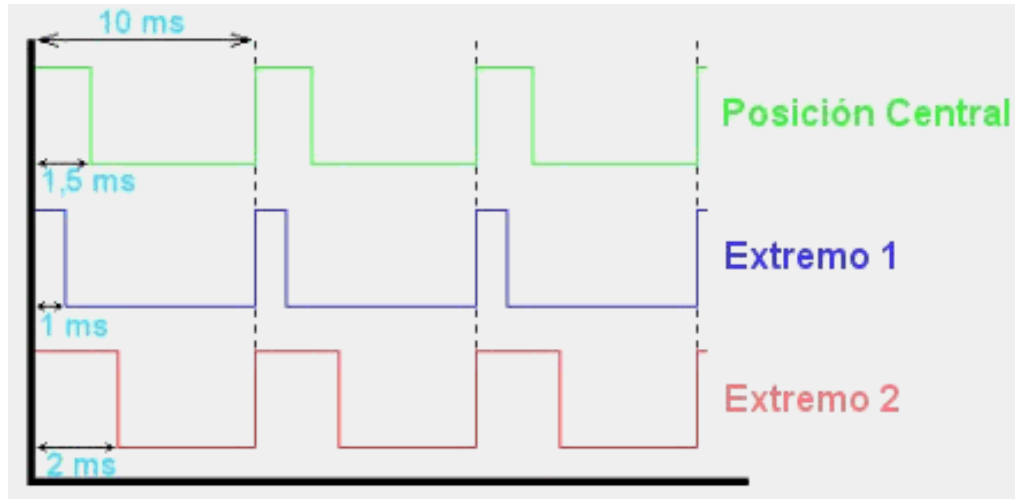 10 ms
Posición Central
1,5 ms
Extremo 1
1 ms
Extremo 2
2 ms